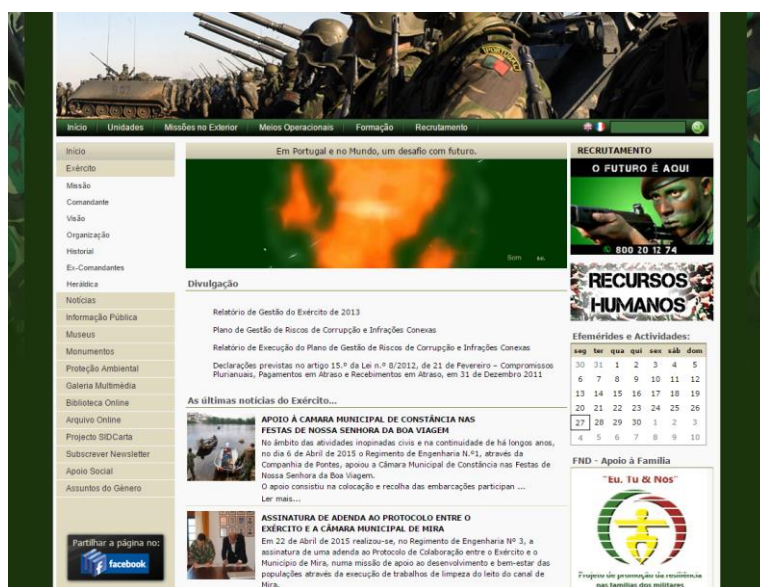 PORTUGAL
Início Unidades Missões no Exterior Meios Operacionais Formação Recrutamento
Início
Exército
Missão
Comandante
Visão
Organização
Historial
Ex-Comandantes
Heráldica
Notícias
Informação Pública
Museus
Monumentos
Proteção Ambiental
Galeria Multimédia
Biblioteca Online
Arquivo Online
Projecto SIDCarta
Subscrever Newsletter
Apoio Social
Assuntos do Género
Partilhar a página no:
facebook
Em Portugal e no Mundo, um desafio com futuro.
Som
Divulgação
Relatório de Gestão do Exército de 2013
Plano de Gestão de Riscos de Corrupção e Infrações Conexas
Relatório de Execução do Plano de Gestão de Riscos de Corrupção e Infrações Conexas
Declarações previstas no artigo 15.º da Lei n.º 8/2012, de 21 de Fevereiro – Compromissos
Plurianuais, Pagamentos em Atraso e Recebimentos em Atraso, em 31 de Dezembro 2011
As últimas notícias do Exército...
APOIO À CAMARA MUNICIPAL DE CONSTÂNCIA NAS
FESTAS DE NOSSA SENHORA DA BOA VIAGEM
No âmbito das atividades inopinadas civis e na continuidade de há longos anos,
no dia 6 de Abril de 2015 o Regimento de Engenharia N.º1, através da
Companhia de Pontes, apoiou a Câmara Municipal de Constância nas Festas de
Nossa Senhora da Boa Viagem.
O apoio consistiu na colocação e recolha das embarcações participan ...
Ler mais...
ASSINATURA DE ADENDA AO PROTOCOLO ENTRE O
EXÉRCITO E A CÂMARA MUNICIPAL DE MIRA
Em 22 de Abril de 2015 realizou-se, no Regimento de Engenharia Nº 3, a
assinatura de uma adenda ao Protocolo de Colaboração entre o Exército e o
Município de Mira, numa missão de apoio ao desenvolvimento e bem-estar das
populações através da execução de trabalhos de limpeza do leito do canal de
Mira.
RECRUTAMENTO
O FUTURO É AQUI
800 20 12 74
RECURSOS
HUMANOS
Efemérides e Actividades:
seg ter qua qui sex sáb dom
30 31 1 2 3 4 5
6 7 8 9 10 11 12
13 14 15 16 17 18 19
20 21 22 23 24 25 26
27 28 29 30 1 2 3
4 5 6 7 8 9 10
FND - Apoio à Família
"Eu, Tu & Nós"
Projeto de promoção da resiliência
nas famílias dos militares